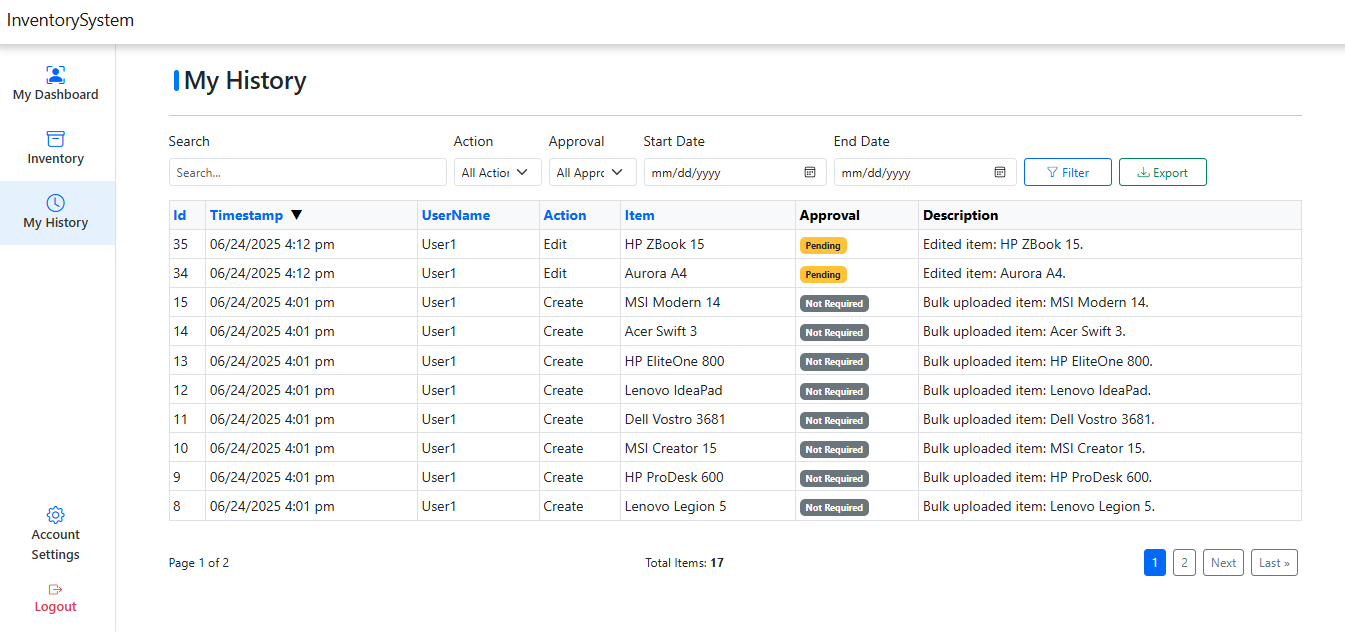 InventorySystem
My Dashboard
Inventory
My History
Account
Settings
Logout
My History
Search Action Approval Start Date End Date
Search... All Action All Appro mm/dd/yyyy mm/dd/yyyy Filter Export
Id Timestamp ▼ UserName Action Item Approval Description
35 06/24/2025 4:12 pm User1 Edit HP ZBook 15 Pending Edited item: HP ZBook 15.
34 06/24/2025 4:12 pm User1 Edit Aurora A4 Pending Edited item: Aurora A4.
15 06/24/2025 4:01 pm User1 Create MSI Modern 14 Not Required Bulk uploaded item: MSI Modern 14.
14 06/24/2025 4:01 pm User1 Create Acer Swift 3 Not Required Bulk uploaded item: Acer Swift 3.
13 06/24/2025 4:01 pm User1 Create HP EliteOne 800 Not Required Bulk uploaded item: HP EliteOne 800.
12 06/24/2025 4:01 pm User1 Create Lenovo IdeaPad Not Required Bulk uploaded item: Lenovo IdeaPad.
11 06/24/2025 4:01 pm User1 Create Dell Vostro 3681 Not Required Bulk uploaded item: Dell Vostro 3681.
10 06/24/2025 4:01 pm User1 Create MSI Creator 15 Not Required Bulk uploaded item: MSI Creator 15.
9 06/24/2025 4:01 pm User1 Create HP ProDesk 600 Not Required Bulk uploaded item: HP ProDesk 600.
8 06/24/2025 4:01 pm User1 Create Lenovo Legion 5 Not Required Bulk uploaded item: Lenovo Legion 5.
Page 1 of 2 Total Items: 17 1 2 Next Last »